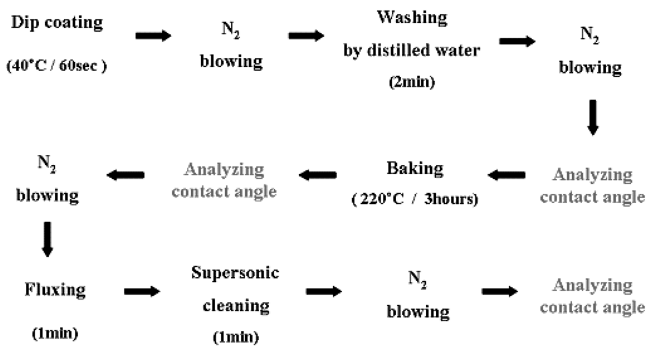 Dip coating
(40°C / 60sec )
N2
blowing
Washing
by distilled water
(2min)
N2
blowing
Analyzing
contact angle
Baking
( 220°C / 3hours)
Analyzing
contact angle
N2
blowing
Fluxing
(1min)
Supersonic
cleaning
(1min)
N2
blowing
Analyzing
contact angle